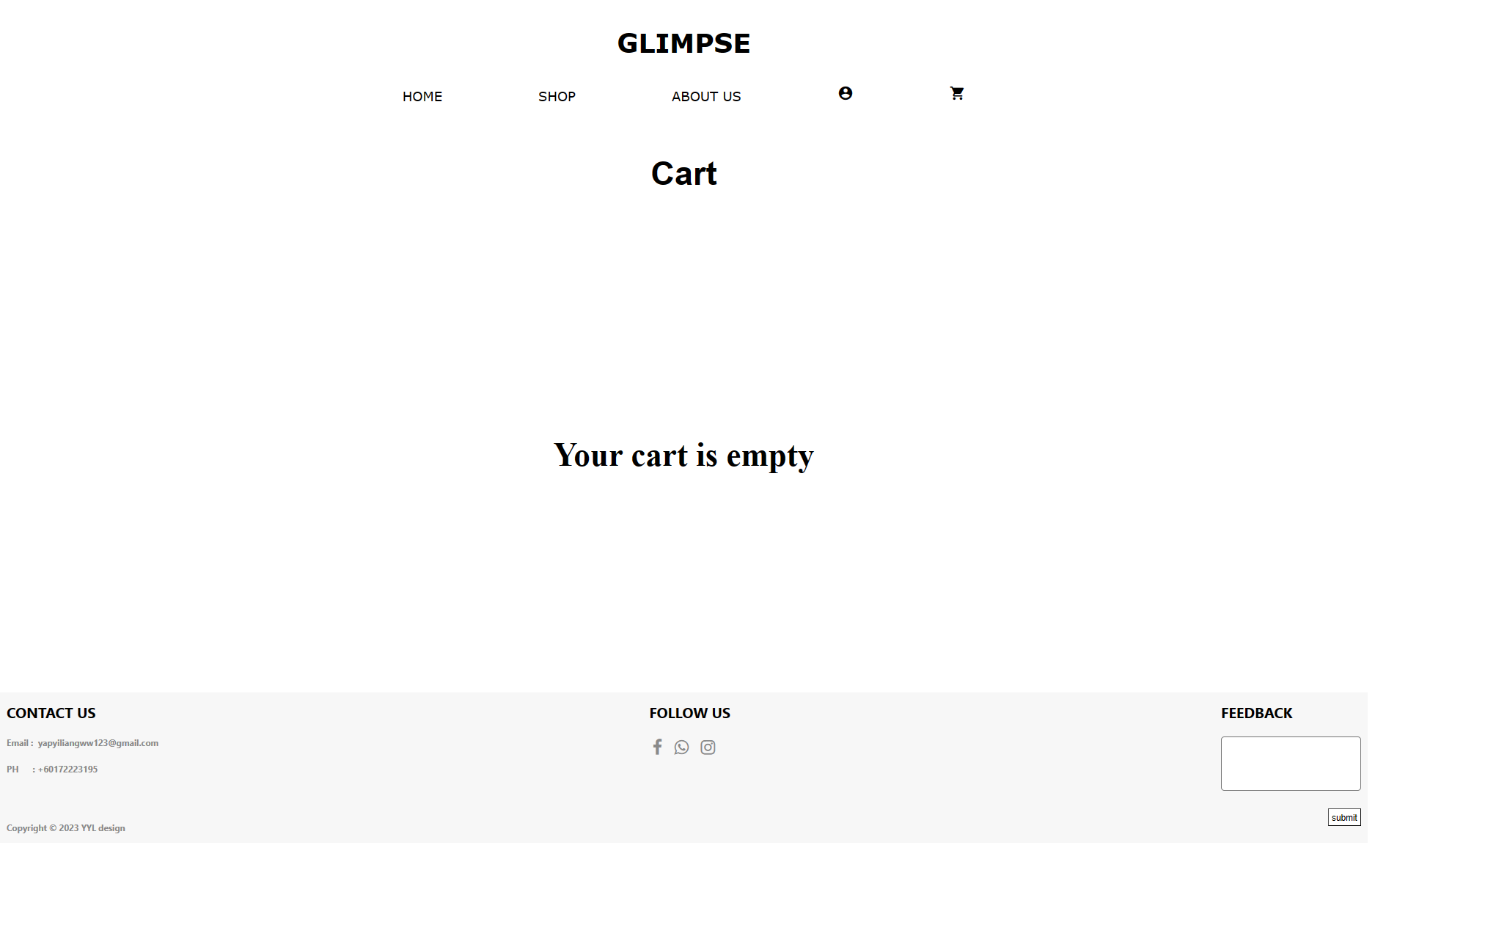 GLIMPSE
HOME SHOP ABOUT US
Cart
Your cart is empty
CONTACT US
Email : yapyiliangww123@gmail.com
PH : +60172223195
Copyright © 2023 YYL design
FOLLOW US
FEEDBACK
submit